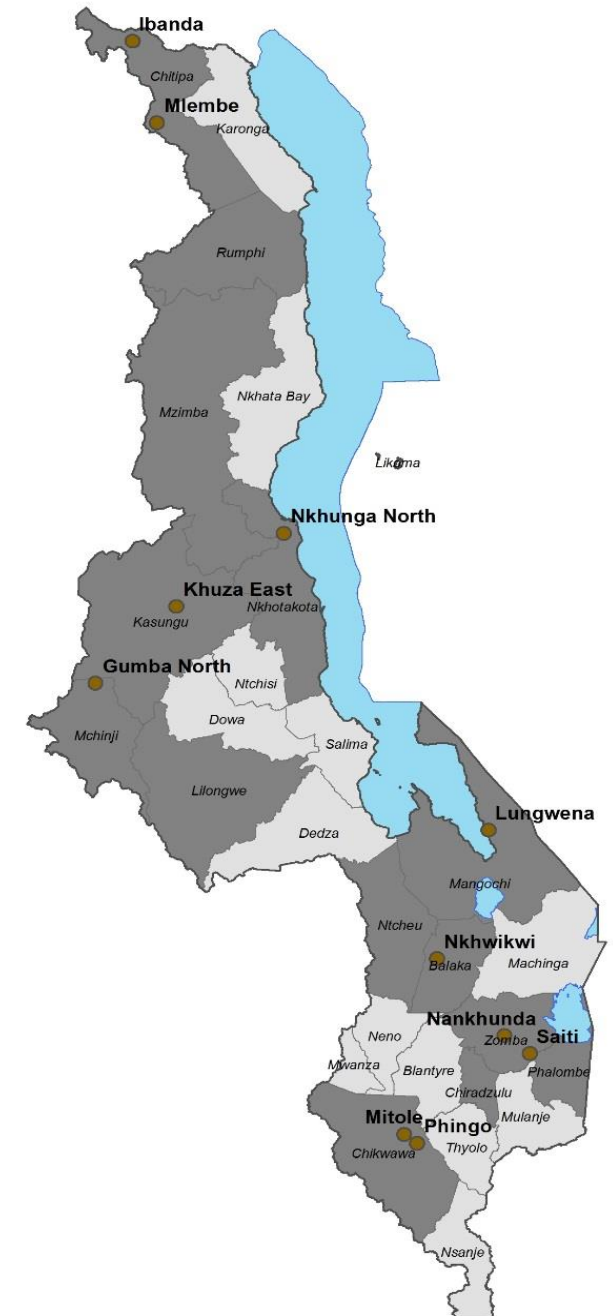 Ibanda
Chitipa
Mlembe
Karonga
Rumphi
Nkhata Bay
Mzimba
Likoma
Nkhunga North
Khuza East
Nkhotakota
Kasungu
Gumba North
Ntchisi
Dowa
Mchinji
Salima
Lilongwe
Lungwena
Dedza
Mangochi
Ntcheu
Nkhwikwi
Balaka
Machinga
Nankhunda
Neno
Saiti
Zomba
Mwanza
Blantyre
Phalombe
Chiradzulu
Mitole
Phingo
Mulanje
Thyolo
Chikwawa
Nsanje